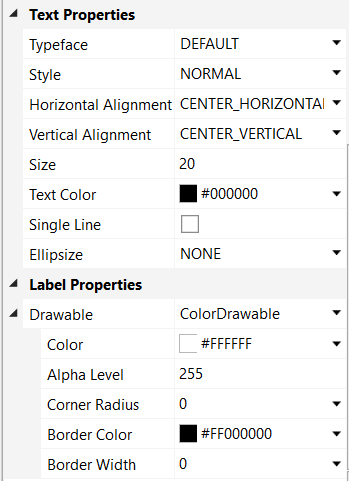 Text Properties
Typeface DEFAULT
Style NORMAL
Horizontal Alignment CENTER_HORIZONTAL
Vertical Alignment CENTER_VERTICAL
Size 20
Text Color #000000
Single Line
Ellipsize NONE
Label Properties
Drawable ColorDrawable
Color #FFFFFF
Alpha Level 255
Corner Radius 0
Border Color #FF000000
Border Width 0